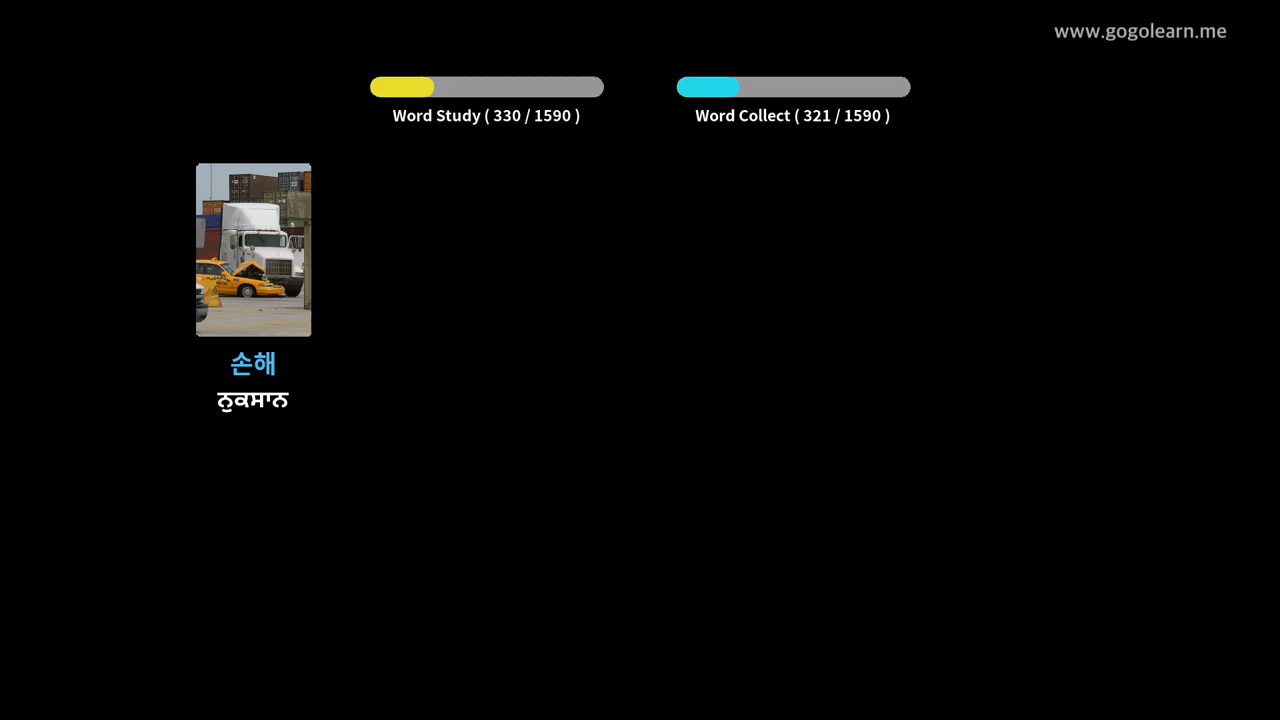 www.gogolearn.me
Word Study ( 330 / 1590 )
Word Collect ( 321 / 1590 )
손해
ਨੁਕਸਾਨ